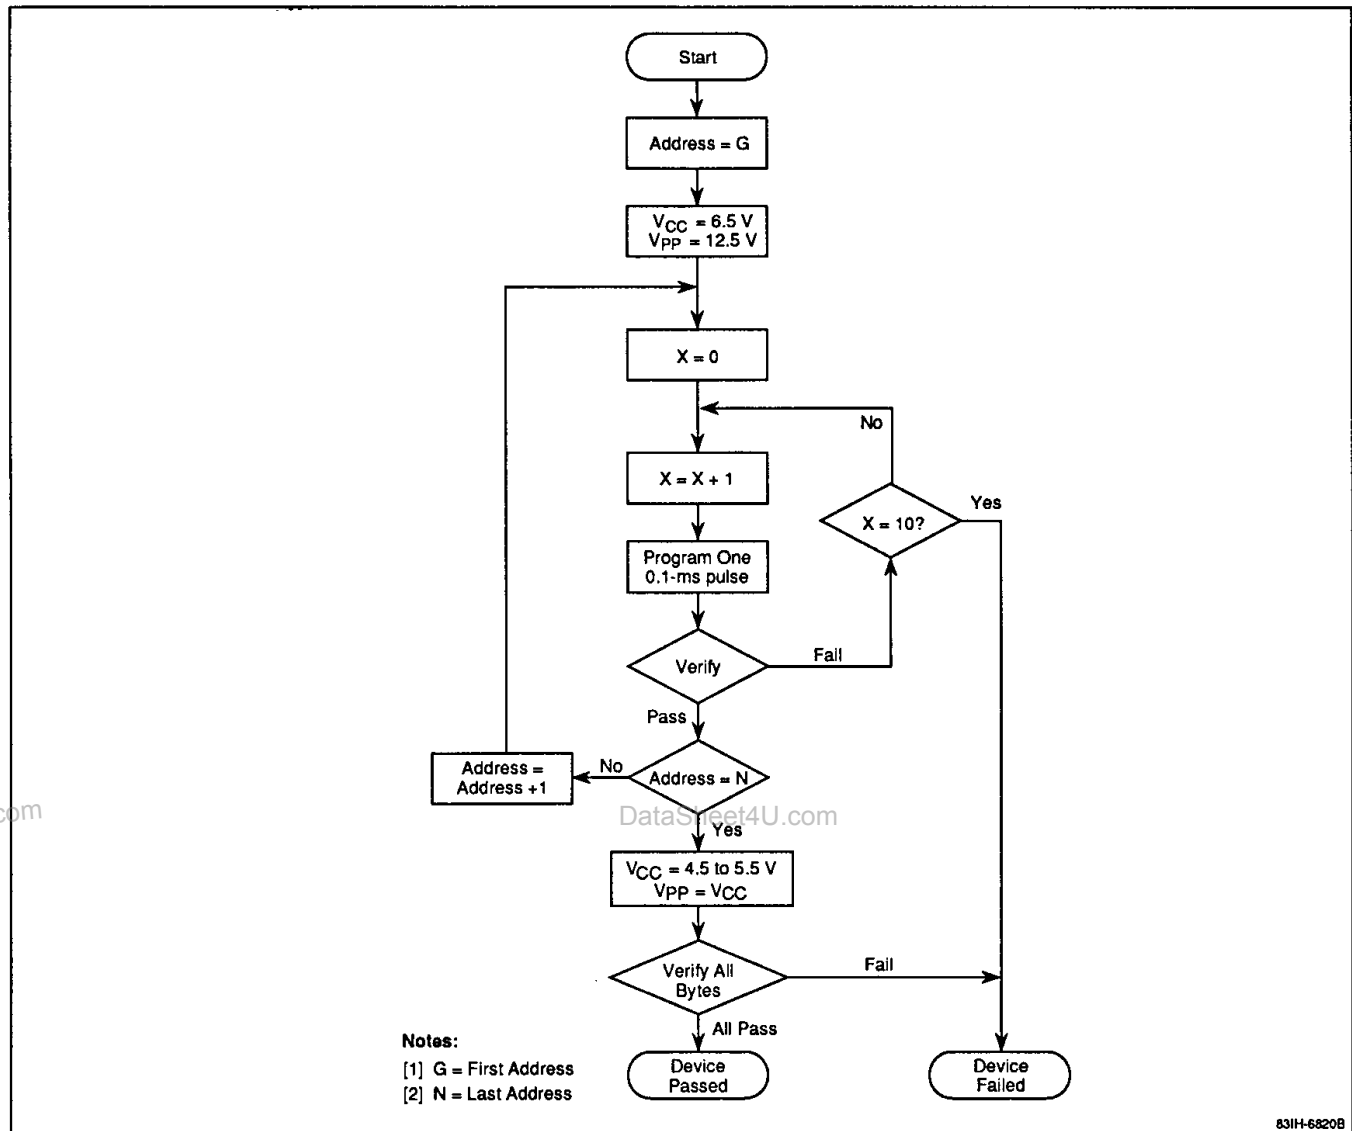 Start
Address = G
VCC = 6.5 V
VPP = 12.5 V
X = 0
No
X = X + 1
Yes
X = 10?
Program One
0.1-ms pulse
Verify
Fail
Pass
Address =
Address +1
No
Address = N
com
DataSheet4U.com
Yes
VCC = 4.5 to 5.5 V
VPP = VCC
Verify All
Bytes
Fail
All Pass
Notes:
[1] G = First Address
[2] N = Last Address
Device
Passed
Device
Failed
83IH-6820B